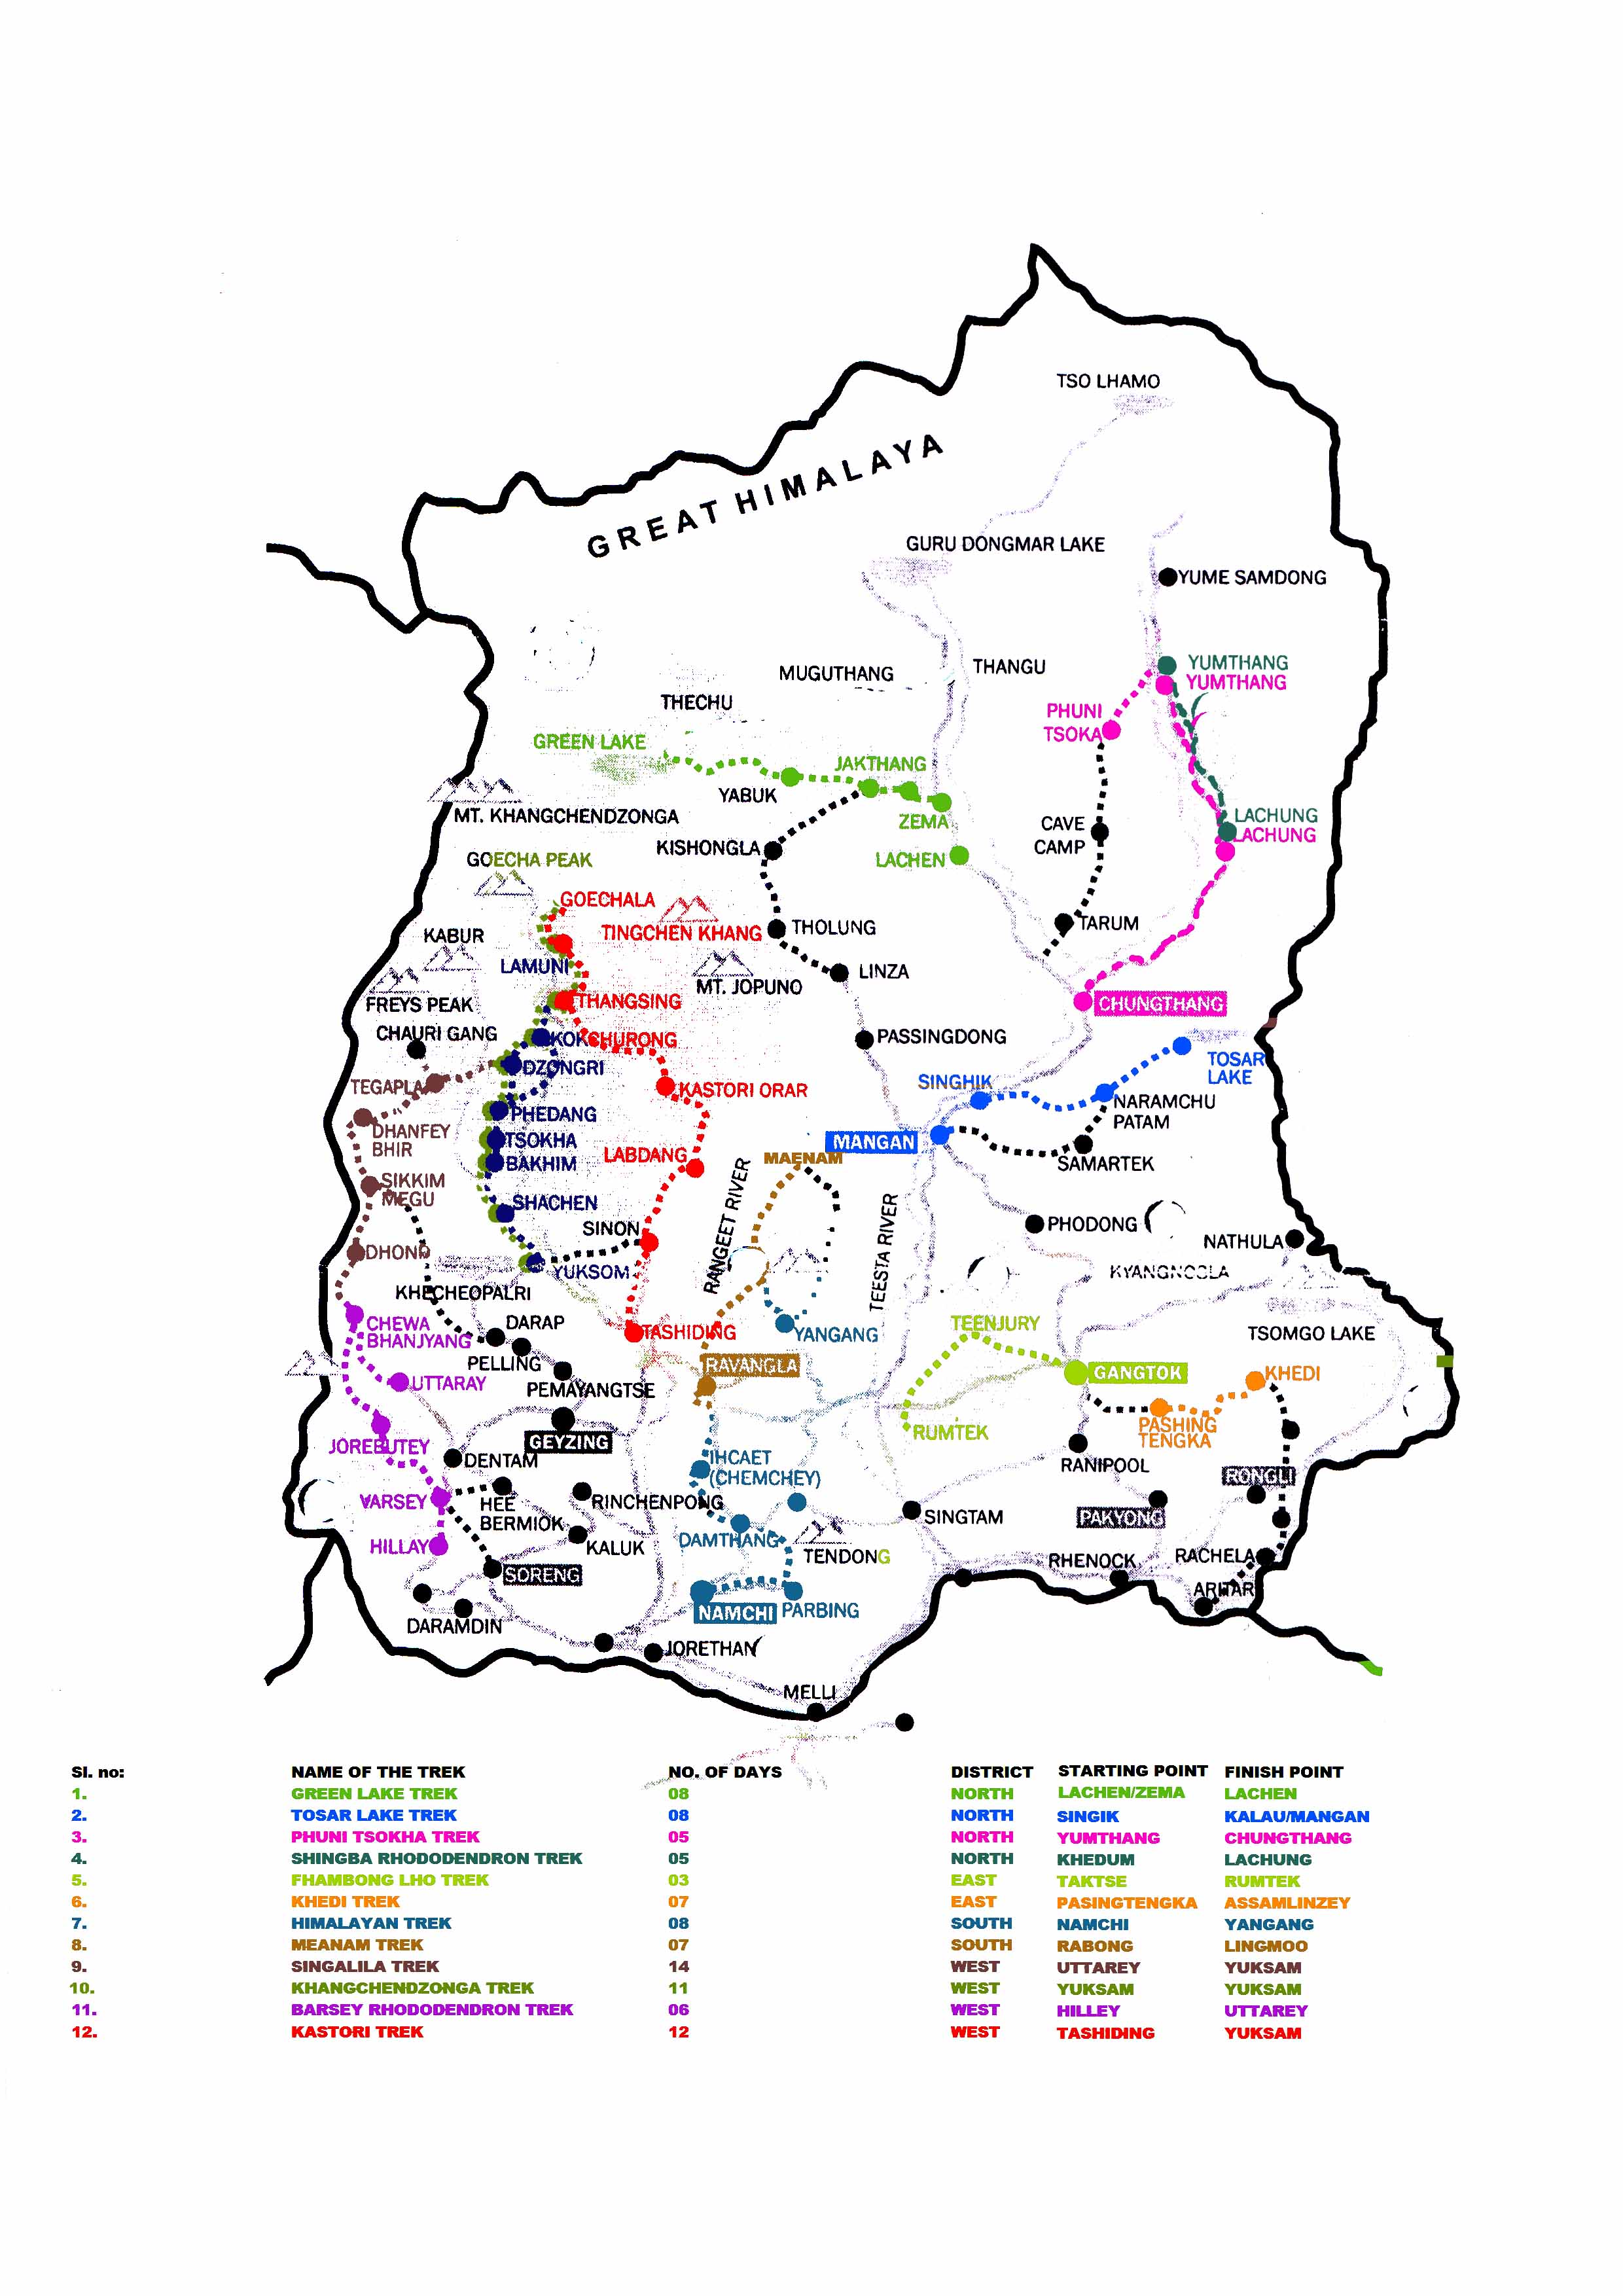 TSO LHAMO
GREAT HIMALAYA
GURU DONGMAR LAKE
YUME SAMDONG
YUMTHANG
YUMTHANG
MUGUTHANG
THANGU
THECHU
PHUNI
TSOKA
GREEN LAKE
JAKTHANG
YABUK
ZEMA
MT. KHANGCHENDZONGA
LACHUNG
LACHUNG
CAVE
CAMP
KISHONGLA
LACHEN
GOECHA PEAK
GOECHALA
TINGCHEN KHANG
THOLUNG
TARUM
KABUR
LAMUNI
LINZA
MT. JOPUNO
FREYS PEAK
THANGSING
CHUNGTHANG
CHAURI GANG
KOKCHURONG
PASSINGDONG
DZONGRI
TOSAR
LAKE
TEGAPLA
KASTORI ORAR
SINGHIK
NARAMCHU
PATAM
PHEDANG
DHANFEY
BHIR
TSOKHA
MANGAN
LABDANG
MAENAM
BAKHIM
SAMARTEK
SIKKIM
MEGU
SHACHEN
RANGEET RIVER
TEESTA RIVER
SINON
PHODONG
NATHULA
DHOND
YUKSOM
KYANGNOSLA
KHECHEOPALRI
CHEWA
BHANJYANG
DARAP
TASHIDING
YANGANG
TEENJURY
TSOMGO LAKE
PELLING
RAVANGLA
GANGTOK
KHEDI
UTTARAY
PEMAYANGTSE
RUMTEK
PASHING
TENGKA
JOREBUTEY
GEYZING
DENTAM
IHCAET
(CHEMCHEY)
RANIPOOL
RONGLI
VARSEY
HEE
BERMIOK
RINCHENPONG
SINGTAM
PAKYONG
HILLAY
KALUK
DAMTHANG
TENDONG
RHENOCK
RACHELA
SORENG
ARITAR
NAMCHI
PARBING
DARAMDIN
JORETHAN
MELLI
Sl. no: NAME OF THE TREK NO. OF DAYS DISTRICT STARTING POINT FINISH POINT
1. GREEN LAKE TREK 08 NORTH LACHEN/ZEMA LACHEN
2. TOSAR LAKE TREK 08 NORTH SINGIK KALAU/MANGAN
3. PHUNI TSOKHA TREK 05 NORTH YUMTHANG CHUNGTHANG
4. SHINGBA RHODODENDRON TREK 05 NORTH KHEDUM LACHUNG
5. FHAMBONG LHO TREK 03 EAST TAKTSE RUMTEK
6. KHEDI TREK 07 EAST PASINGTENGKA ASSAMLINZEY
7. HIMALAYAN TREK 08 SOUTH NAMCHI YANGANG
8. MEANAM TREK 07 SOUTH RABONG LINGMOO
9. SINGALILA TREK 14 WEST UTTAREY YUKSAM
10. KHANGCHENDZONGA TREK 11 WEST YUKSAM YUKSAM
11. BARSEY RHODODENDRON TREK 06 WEST HILLEY UTTAREY
12. KASTORI TREK 12 WEST TASHIDING YUKSAM